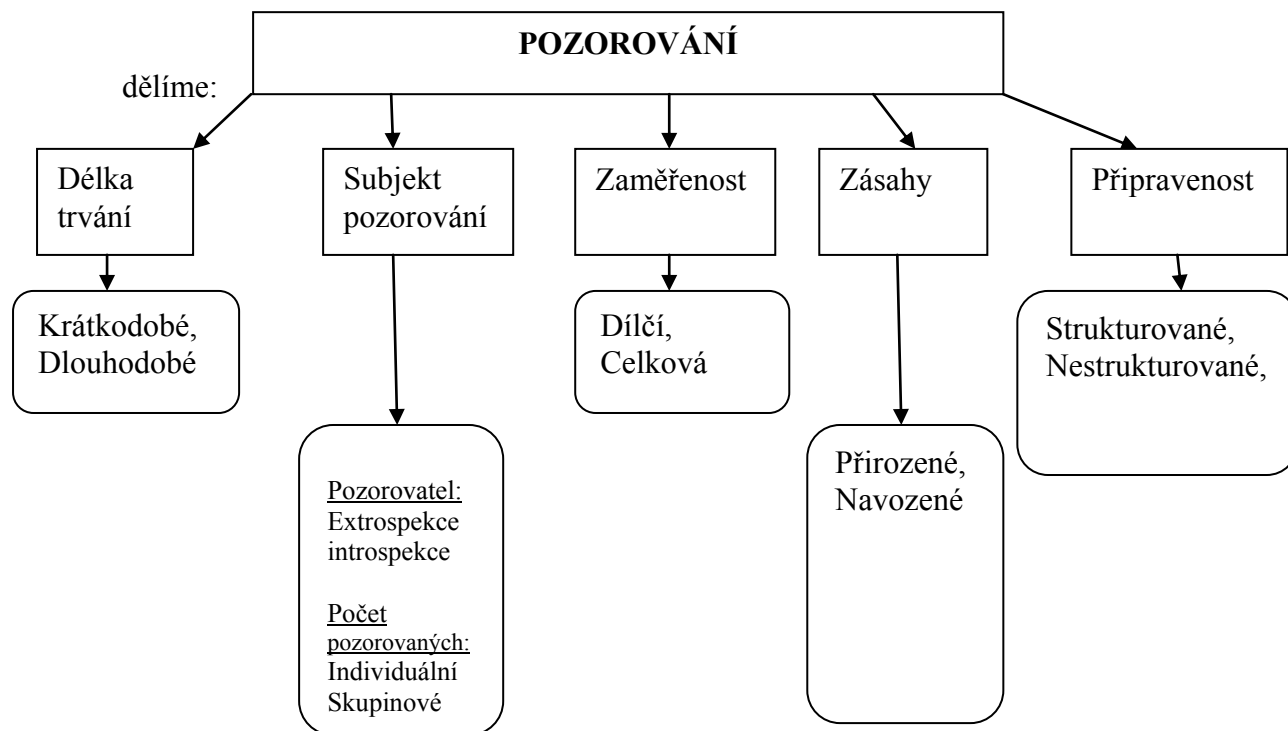 POZOROVÁNÍ
dělíme:
Délka
trvání
Subjekt
pozorování
Zaměřenost
Zásahy
Připravenost
Krátkodobé,
Dlouhodobé
Dílčí,
Celková
Strukturované,
Nestrukturované,
Pozorovatel:
Extrospekce
introspekce
Počet
pozorovaných:
Individuální
Skupinové
Přirozené,
Navozené